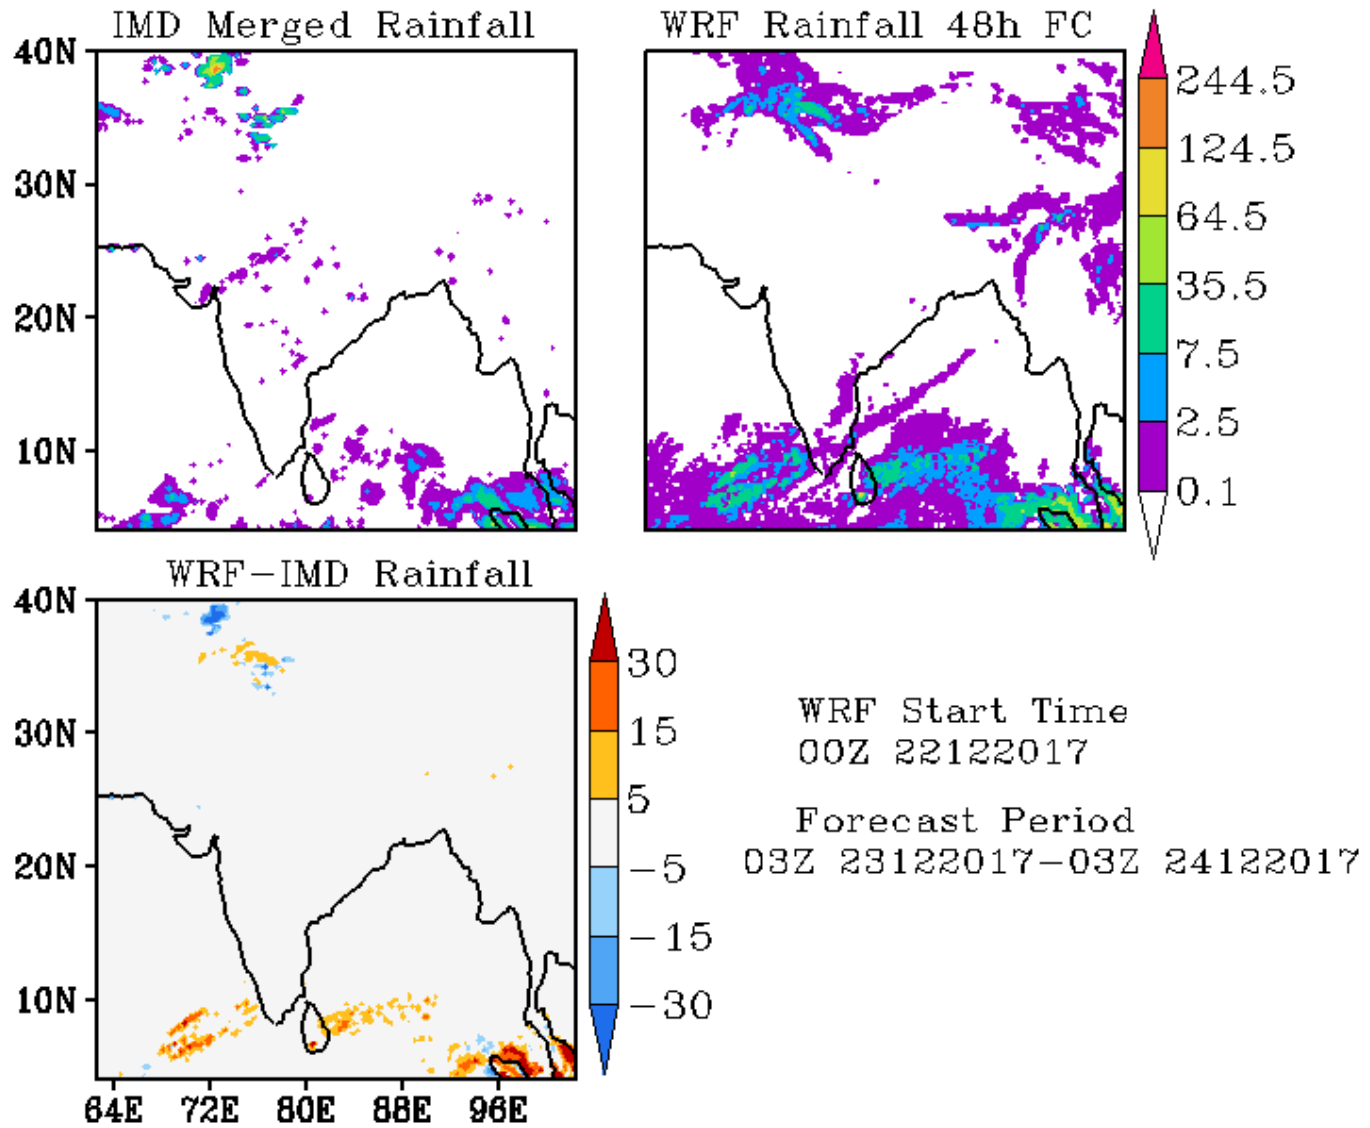 IMD Merged Rainfall
WRF Rainfall 48h FC
40N
30N
20N
10N
244.5
124.5
64.5
35.5
7.5
2.5
0.1
WRF-IMD Rainfall
40N
30N
20N
10N
64E 72E 80E 88E 96E
30
15
5
-5
-15
-30
WRF Start Time
00Z 22122017
Forecast Period
03Z 23122017-03Z 24122017